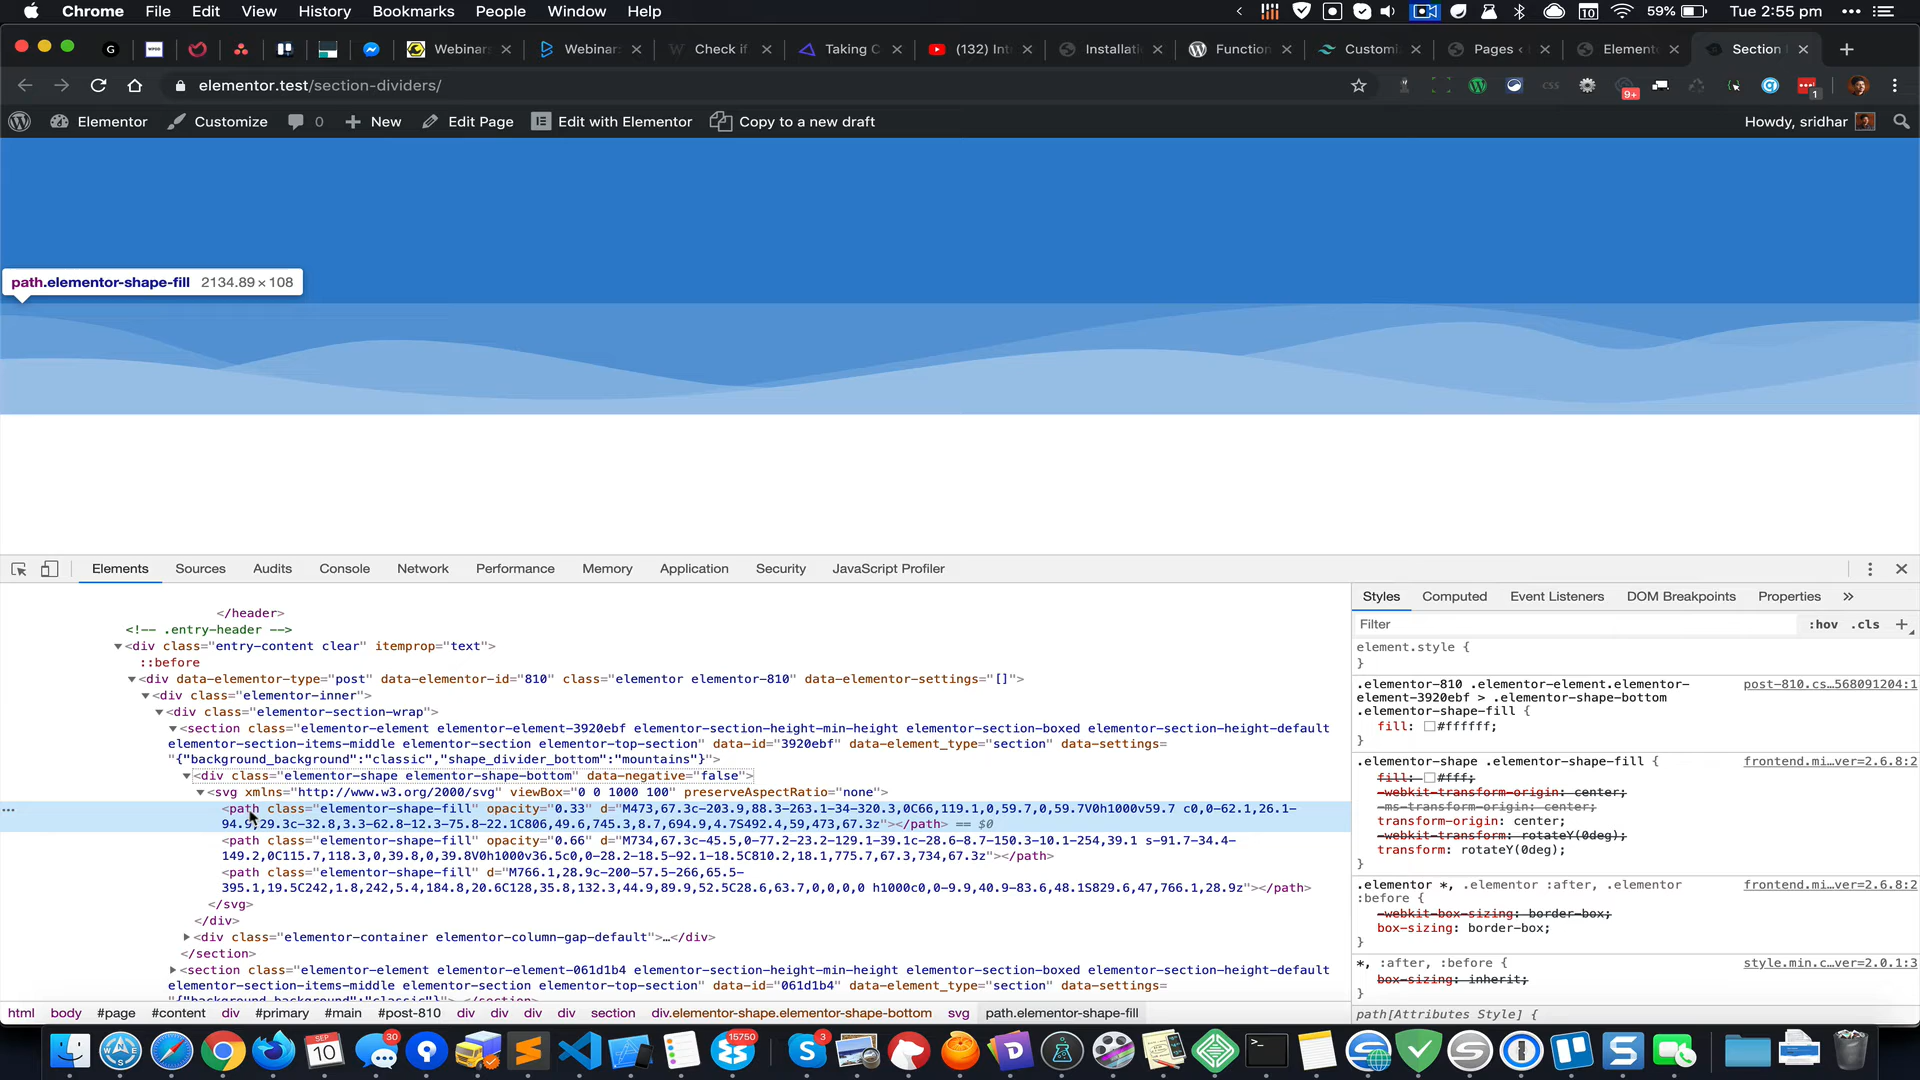 Chrome File Edit View History Bookmarks People Window Help 10 59% Tue 2:55 pm
G Webinar Webinar Check if Taking C (132) Int Installati Function Customi Pages ‹ Element Section
elementor.test/section-dividers/ CSS 9+ 1
Elementor Customize 0 New Edit Page Edit with Elementor Copy to a new draft Howdy, sridhar
path.elementor-shape-fill 2134.89 × 108
Elements Sources Audits Console Network Performance Memory Application Security JavaScript Profiler
</header>
<!-- .entry-header -->
<div class="entry-content clear" itemprop="text">
::before
<div data-elementor-type="post" data-elementor-id="810" class="elementor elementor-810" data-elementor-settings="[]">
<div class="elementor-inner">
<div class="elementor-section-wrap">
<section class="elementor-element elementor-element-3920ebf elementor-section-height-min-height elementor-section-boxed elementor-section-height-default
elementor-section-items-middle elementor-section elementor-top-section" data-id="3920ebf" data-element_type="section" data-settings=
"{"background_background":"classic","shape_divider_bottom":"mountains"}">
<div class="elementor-shape elementor-shape-bottom" data-negative="false">
<svg xmlns="http://www.w3.org/2000/svg" viewBox="0 0 1000 100" preserveAspectRatio="none">
<path class="elementor-shape-fill" opacity="0.33" d="M473,67.3c-203.9,88.3-263.1-34-320.3,0C66,119.1,0,59.7,0,59.7V0h1000v59.7 c0,0-62.1,26.1-
94.9,29.3c-32.8,3.3-62.8-12.3-75.8-22.1C806,49.6,745.3,8.7,694.9,4.7S492.4,59,473,67.3z"></path> == $0
<path class="elementor-shape-fill" opacity="0.66" d="M734,67.3c-45.5,0-77.2-23.2-129.1-39.1c-28.6-8.7-150.3-10.1-254,39.1 s-91.7-34.4-
149.2,0C115.7,118.3,0,39.8,0,39.8V0h1000v36.5c0,0-28.2-18.5-92.1-18.5C810.2,18.1,775.7,67.3,734,67.3z"></path>
<path class="elementor-shape-fill" d="M766.1,28.9c-200-57.5-266,65.5-
395.1,19.5C242,1.8,242,5.4,184.8,20.6C128,35.8,132.3,44.9,89.9,52.5C28.6,63.7,0,0,0,0 h1000c0,0-9.9,40.9-83.6,48.1S829.6,47,766.1,28.9z"></path>
</svg>
</div>
<div class="elementor-container elementor-column-gap-default">…</div>
</section>
<section class="elementor-element elementor-element-061d1b4 elementor-section-height-min-height elementor-section-boxed elementor-section-height-default
elementor-section-items-middle elementor-section elementor-top-section" data-id="061d1b4" data-element_type="section" data-settings=
"{"background_background":"classic"}">…</section>
html body #page #content div #primary #main #post-810 div div div div section div.elementor-shape.elementor-shape-bottom svg path.elementor-shape-fill
Styles Computed Event Listeners DOM Breakpoints Properties »
Filter :hov .cls +
element.style {
}
.elementor-810 .elementor-element.elementor- post-810.cs…568091204:1
element-3920ebf > .elementor-shape-bottom
.elementor-shape-fill {
fill: #ffffff;
}
.elementor-shape .elementor-shape-fill { frontend.mi…ver=2.6.8:2
fill: #fff;
-webkit-transform-origin: center;
-ms-transform-origin: center;
transform-origin: center;
-webkit-transform: rotateY(0deg);
transform: rotateY(0deg);
}
.elementor *, .elementor :after, .elementor frontend.mi…ver=2.6.8:2
:before {
-webkit-box-sizing: border-box;
box-sizing: border-box;
}
*, :after, :before { style.min.c…ver=2.0.1:3
box-sizing: inherit;
}
path[Attributes Style] {
SEP 10 30 15750 3